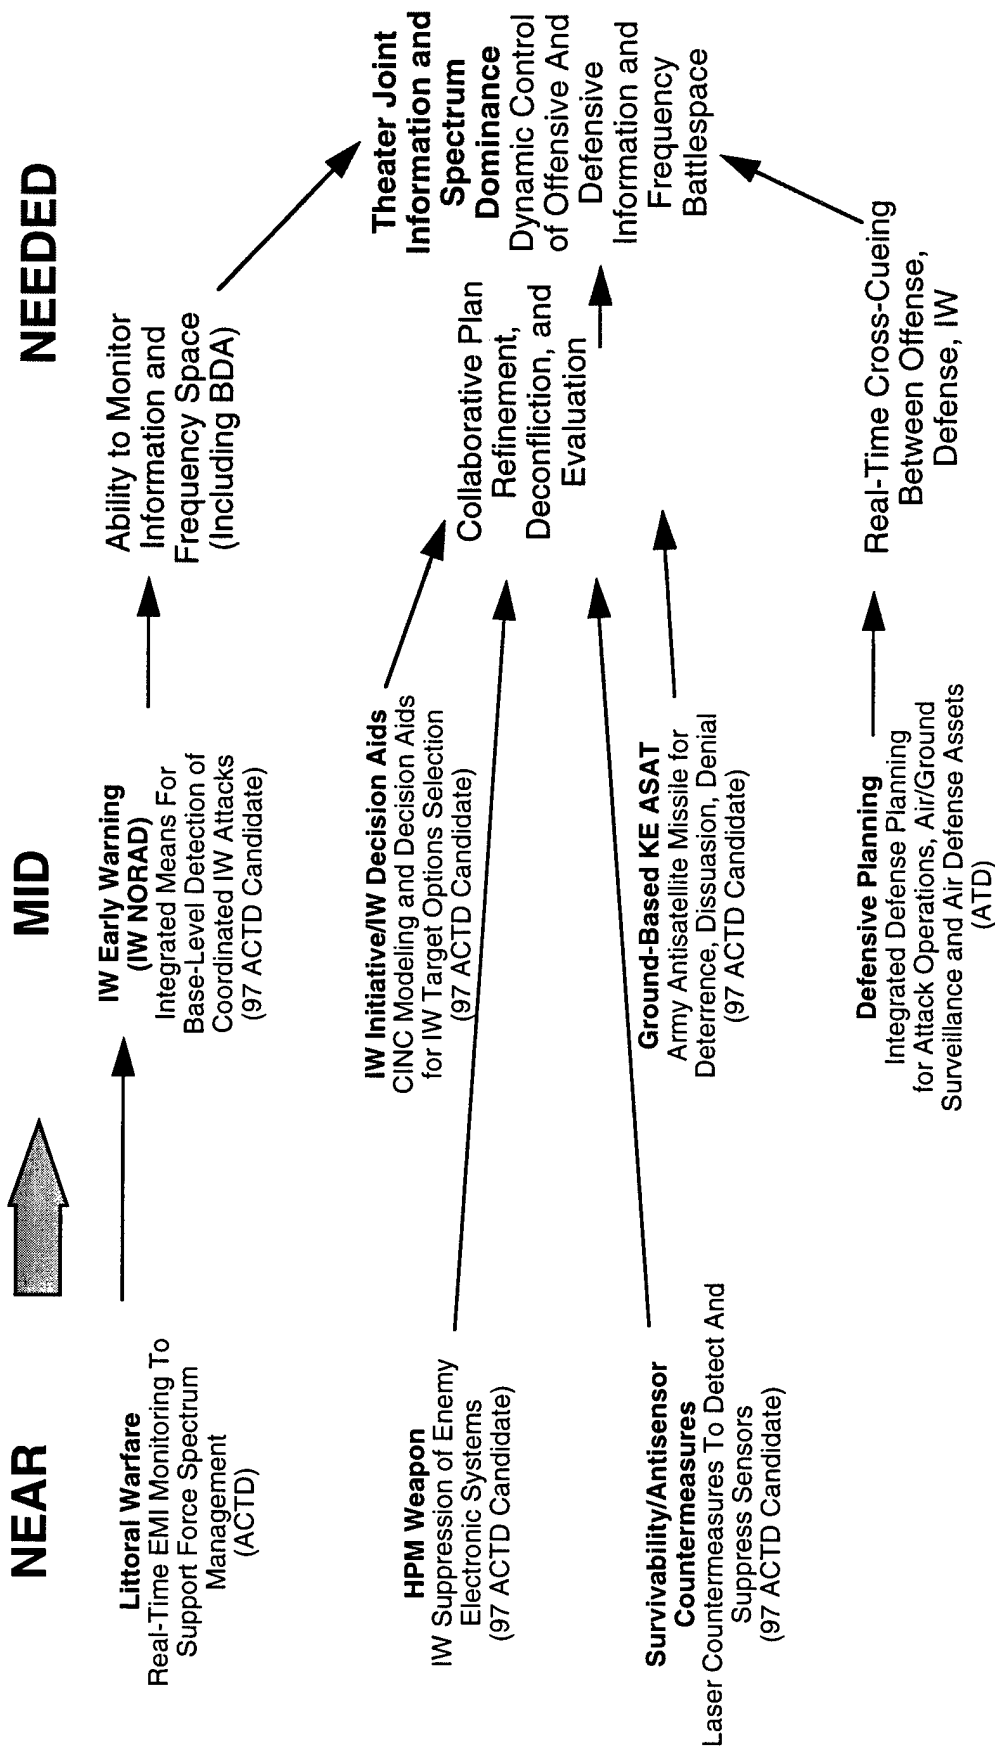 NEAR
MID
NEEDED
Littoral Warfare
Real-Time EMI Monitoring To
Support Force Spectrum
Management
(ACTD)
IW Early Warning
(IW NORAD)
Integrated Means For
Base-Level Detection of
Coordinated IW Attacks
(97 ACTD Candidate)
Ability to Monitor
Information and
Frequency Space
(Including BDA)
HPM Weapon
IW Suppression of Enemy
Electronic Systems
(97 ACTD Candidate)
IW Initiative/IW Decision Aids
CINC Modeling and Decision Aids
for IW Target Options Selection
(97 ACTD Candidate)
Collaborative Plan
Refinement,
Deconfliction, and
Evaluation
Theater Joint
Information and
Spectrum
Dominance
Dynamic Control
of Offensive And
Defensive
Information and
Frequency
Battlespace
Survivability/Antisensor
Countermeasures
Laser Countermeasures To Detect And
Suppress Sensors
(97 ACTD Candidate)
Ground-Based KE ASAT
Army Antisatellite Missile for
Deterrence, Dissuasion, Denial
(97 ACTD Candidate)
Defensive Planning
Integrated Defense Planning
for Attack Operations, Air/Ground
Surveillance and Air Defense Assets
(ATD)
Real-Time Cross-Cueing
Between Offense,
Defense, IW